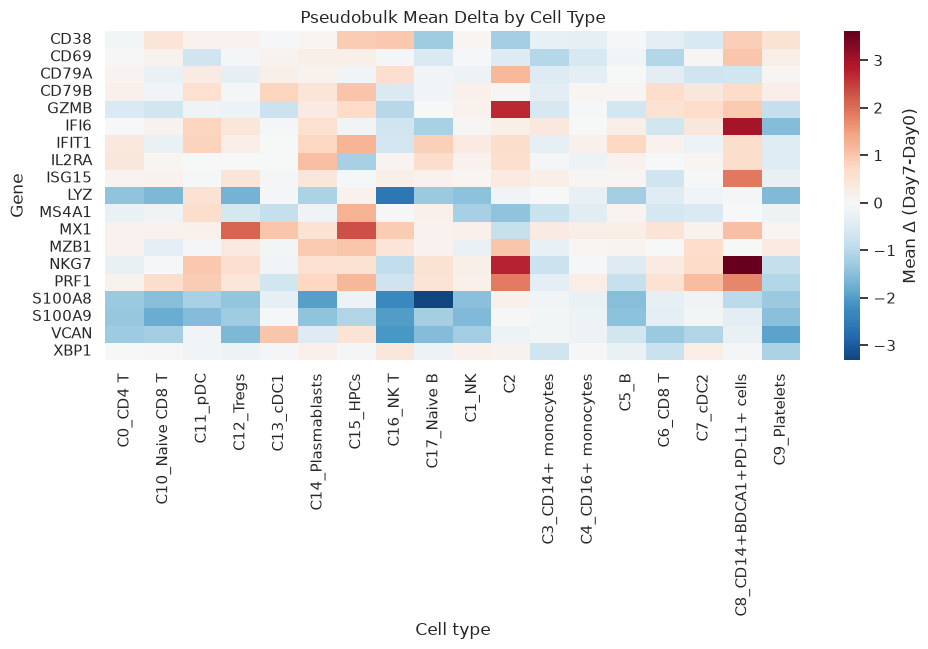 Pseudobulk Mean Delta by Cell Type
Gene
CD38
CD69
CD79A
CD79B
GZMB
IFI6
IFIT1
IL2RA
ISG15
LYZ
MS4A1
MX1
MZB1
NKG7
PRF1
S100A8
S100A9
VCAN
XBP1
C0_CD4 T
C10_Naive CD8 T
C11_pDC
C12_Tregs
C13_cDC1
C14_Plasmablasts
C15_HPCs
C16_NK T
C17_Naive B
C1_NK
C2
C3_CD14+ monocytes
C4_CD16+ monocytes
C5_B
C6_CD8 T
C7_cDC2
C8_CD14+BDCA1+PD-L1+ cells
C9_Platelets
Cell type
3
2
1
0
−1
−2
−3
Mean Δ (Day7-Day0)